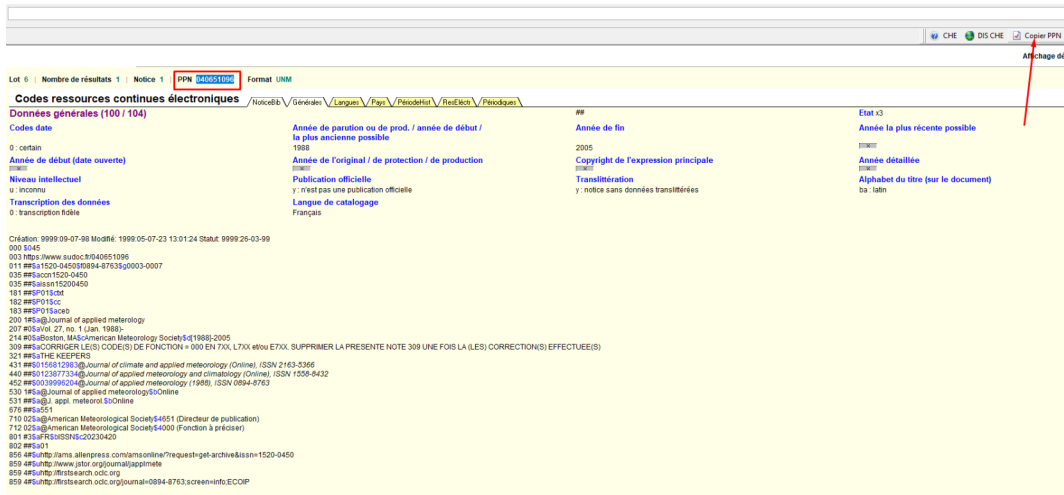 CHE DIS CHE Copier PPN
Affichage dé
Lot 6 | Nombre de résultats 1 | Notice 1 | PPN 040651096 Format UNM
Codes ressources continues électroniques NoticeBib Générales Langues Pays PériodeHist ResEléctr Périodiques
Données générales (100 / 104) ## Etat x3
Codes date Année de parution ou de prod. / année de début / Année de fin Année la plus récente possible
la plus ancienne possible
0 : certain 1988 2005
Année de début (date ouverte) Année de l'original / de protection / de production Copyright de l'expression principale Année détaillée
Niveau intellectuel Publication officielle Translittération Alphabet du titre (sur le document)
u : inconnu y : n'est pas une publication officielle y : notice sans données translittérées ba : latin
Transcription des données Langue de catalogage
0 : transcription fidèle Français
Création: 9999:09-07-98 Modifié: 1999:05-07-23 13:01:24 Statut: 9999:26-03-99
000 $045
003 https://www.sudoc.fr/040651096
011 ##$a1520-0450$f0894-8763$g0003-0007
035 ##$accn1520-0450
035 ##$aissn15200450
181 ##$P01$ctxt
182 ##$P01$cc
183 ##$P01$aceb
200 1#$a@Journal of applied meterology
207 #0$aVol. 27, no. 1 (Jan. 1988)-
214 #0$aBoston, MA$cAmerican Meteorology Society$d[1988]-2005
309 ##$aCORRIGER LE(S) CODE(S) DE FONCTION = 000 EN 7XX, L7XX et/ou E7XX. SUPPRIMER LA PRESENTE NOTE 309 UNE FOIS LA (LES) CORRECTION(S) EFFECTUEE(S)
321 ##$aTHE KEEPERS
431 ##$0156812983@Journal of climate and applied meteorology (Online), ISSN 2163-5366
440 ##$0123877334@Journal of applied meteorology and climatology (Online), ISSN 1558-8432
452 ##$0039996204@Journal of applied meteorology (1988), ISSN 0894-8763
530 1#$a@Journal of applied meteorology$bOnline
531 ##$a@J. appl. meteorol.$bOnline
676 ##$a551
710 02$a@American Meteorological Society$4651 (Directeur de publication)
712 02$a@American Meteorological Society$4000 (Fonction à préciser)
801 #3$aFR$bISSN$c20230420
802 ##$a01
856 4#$uhttp://ams.allenpress.com/amsonline/?request=get-archive&issn=1520-0450
859 4#$uhttp://www.jstor.org/journal/japplmete
859 4#$uhttp://firstsearch.oclc.org
859 4#$uhttp://firstsearch.oclc.org/journal=0894-8763;screen=info;ECOIP